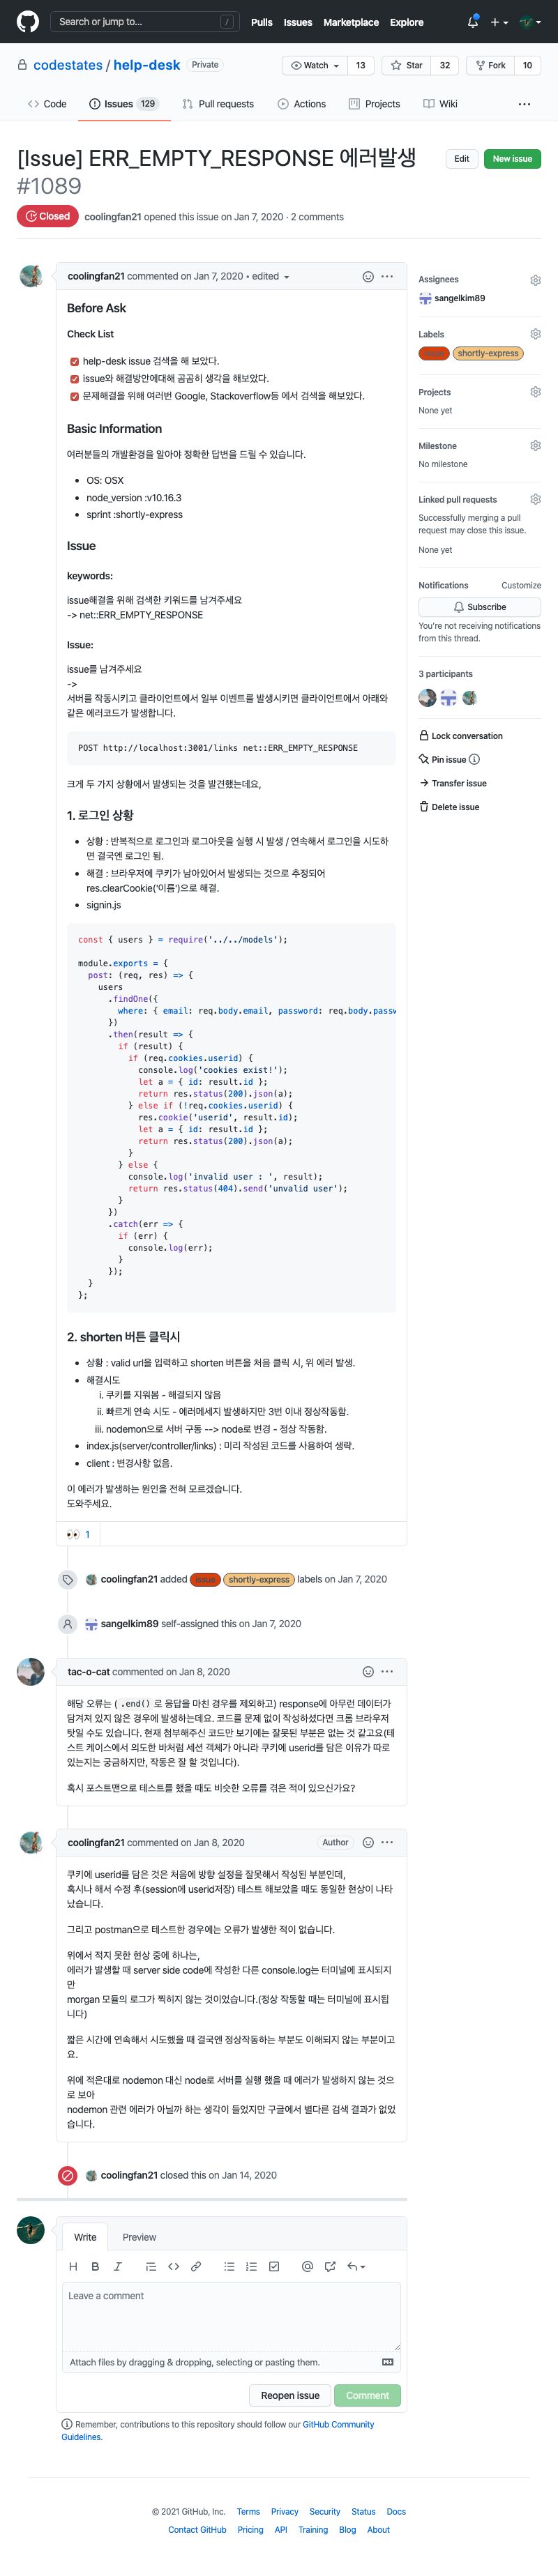 Search or jump to...
/
Pulls Issues Marketplace Explore
codestates / help-desk Private
Watch 13 Star 32 Fork 10
Code Issues 129 Pull requests Actions Projects Wiki
[Issue] ERR_EMPTY_RESPONSE 에러발생
#1089
Edit New issue
Closed coolingfan21 opened this issue on Jan 7, 2020 · 2 comments
coolingfan21 commented on Jan 7, 2020 • edited
Before Ask
Check List
help-desk issue 검색을 해 보았다.
issue와 해결방안에대해 곰곰히 생각을 해보았다.
문제해결을 위해 여러번 Google, Stackoverflow등 에서 검색을 해보았다.
Basic Information
여러분들의 개발환경을 알아야 정확한 답변을 드릴 수 있습니다.
• OS: OSX
• node_version :v10.16.3
• sprint :shortly-express
Issue
keywords:
issue해결을 위해 검색한 키워드를 남겨주세요
-> net::ERR_EMPTY_RESPONSE
Issue:
issue를 남겨주세요
->
서버를 작동시키고 클라이언트에서 일부 이벤트를 발생시키면 클라이언트에서 아래와
같은 에러코드가 발생합니다.
POST http://localhost:3001/links net::ERR_EMPTY_RESPONSE
크게 두 가지 상황에서 발생되는 것을 발견했는데요,
1. 로그인 상황
• 상황 : 반복적으로 로그인과 로그아웃을 실행 시 발생 / 연속해서 로그인을 시도하
면 결국엔 로그인 됨.
• 해결 : 브라우저에 쿠키가 남아있어서 발생되는 것으로 추정되어
res.clearCookie('이름')으로 해결.
• signin.js
const { users } = require('../../models');
module.exports = {
post: (req, res) => {
users
.findOne({
where: { email: req.body.email, password: req.body.passw
})
.then(result => {
if (result) {
if (req.cookies.userid) {
console.log('cookies exist!');
let a = { id: result.id };
return res.status(200).json(a);
} else if (!req.cookies.userid) {
res.cookie('userid', result.id);
let a = { id: result.id };
return res.status(200).json(a);
}
} else {
console.log('invalid user : ', result);
return res.status(404).send('unvalid user');
}
})
.catch(err => {
if (err) {
console.log(err);
}
});
}
};
2. shorten 버튼 클릭시
• 상황 : valid url을 입력하고 shorten 버튼을 처음 클릭 시, 위 에러 발생.
• 해결시도
i. 쿠키를 지워봄 - 해결되지 않음
ii. 빠르게 연속 시도 - 에러메세지 발생하지만 3번 이내 정상작동함.
iii. nodemon으로 서버 구동 --> node로 변경 - 정상 작동함.
• index.js(server/controller/links) : 미리 작성된 코드를 사용하여 생략.
• client : 변경사항 없음.
이 에러가 발생하는 원인을 전혀 모르겠습니다.
도와주세요.
👀 1
coolingfan21 added issue shortly-express labels on Jan 7, 2020
sangelkim89 self-assigned this on Jan 7, 2020
tac-o-cat commented on Jan 8, 2020
해당 오류는 ( .end() 로 응답을 마친 경우를 제외하고) response에 아무런 데이터가
담겨져 있지 않은 경우에 발생하는데요. 코드를 문제 없이 작성하셨다면 크롬 브라우저
탓일 수도 있습니다. 현재 첨부해주신 코드만 보기에는 잘못된 부분은 없는 것 같고요(테
스트 케이스에서 의도한 바처럼 세션 객체가 아니라 쿠키에 userid를 담은 이유가 따로
있는지는 궁금하지만, 작동은 잘 할 것입니다).
혹시 포스트맨으로 테스트를 했을 때도 비슷한 오류를 겪은 적이 있으신가요?
coolingfan21 commented on Jan 8, 2020 Author
쿠키에 userid를 담은 것은 처음에 방향 설정을 잘못해서 작성된 부분인데,
혹시나 해서 수정 후(session에 userid저장) 테스트 해보았을 때도 동일한 현상이 나타
났습니다.
그리고 postman으로 테스트한 경우에는 오류가 발생한 적이 없습니다.
위에서 적지 못한 현상 중에 하나는,
에러가 발생할 때 server side code에 작성한 다른 console.log는 터미널에 표시되지
만
morgan 모듈의 로그가 찍히지 않는 것이었습니다.(정상 작동할 때는 터미널에 표시됩
니다)
짧은 시간에 연속해서 시도했을 때 결국엔 정상작동하는 부분도 이해되지 않는 부분이고
요.
위에 적은대로 nodemon 대신 node로 서버를 실행 했을 때 에러가 발생하지 않는 것으
로 보아
nodemon 관련 에러가 아닐까 하는 생각이 들었지만 구글에서 별다른 검색 결과가 없었
습니다.
coolingfan21 closed this on Jan 14, 2020
Write Preview
Leave a comment
Attach files by dragging & dropping, selecting or pasting them.
Reopen issue Comment
Remember, contributions to this repository should follow our GitHub Community
Guidelines.
Assignees
sangelkim89
Labels
issue shortly-express
Projects
None yet
Milestone
No milestone
Linked pull requests
Successfully merging a pull
request may close this issue.
None yet
Notifications Customize
Subscribe
You're not receiving notifications
from this thread.
3 participants
Lock conversation
Pin issue
Transfer issue
Delete issue
© 2021 GitHub, Inc. Terms Privacy Security Status Docs
Contact GitHub Pricing API Training Blog About